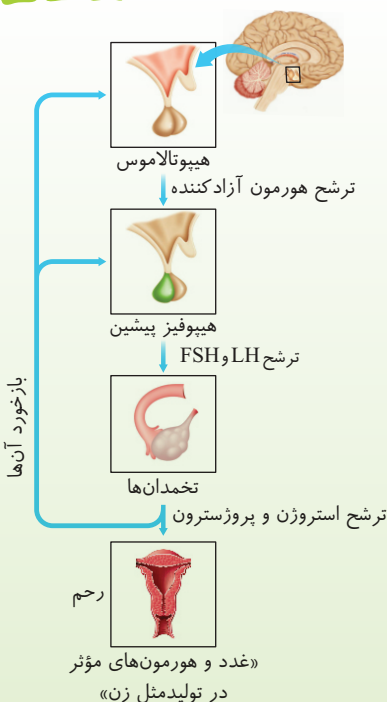 هیپوتالاموس
ترشح هورمون آزادکننده
هیپوفیز پیشین
ترشح LH و FSH
تخمدان‌ها
ترشح استروژن و پروژسترون
بازخورد آن‌ها
رحم
«غدد و هورمون‌های مؤثر
در تولیدمثل زن»